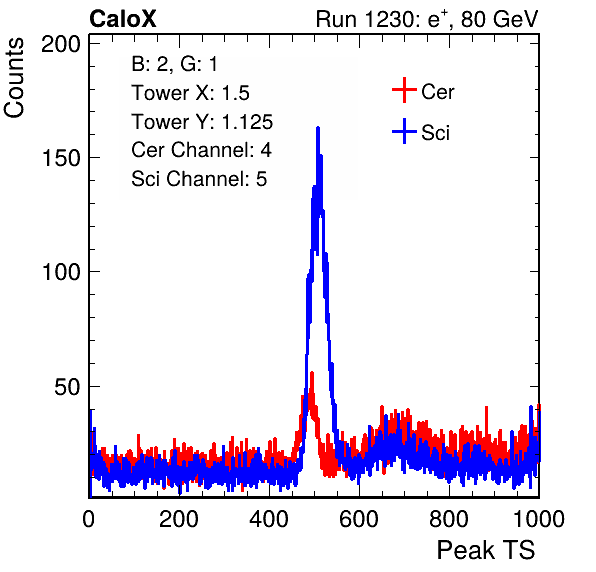 CaloX
Run 1230: e+, 80 GeV
Counts
B: 2, G: 1
Tower X: 1.5
Tower Y: 1.125
Cer Channel: 4
Sci Channel: 5
Cer
Sci
200
150
100
50
0 200 400 600 800 1000
Peak TS